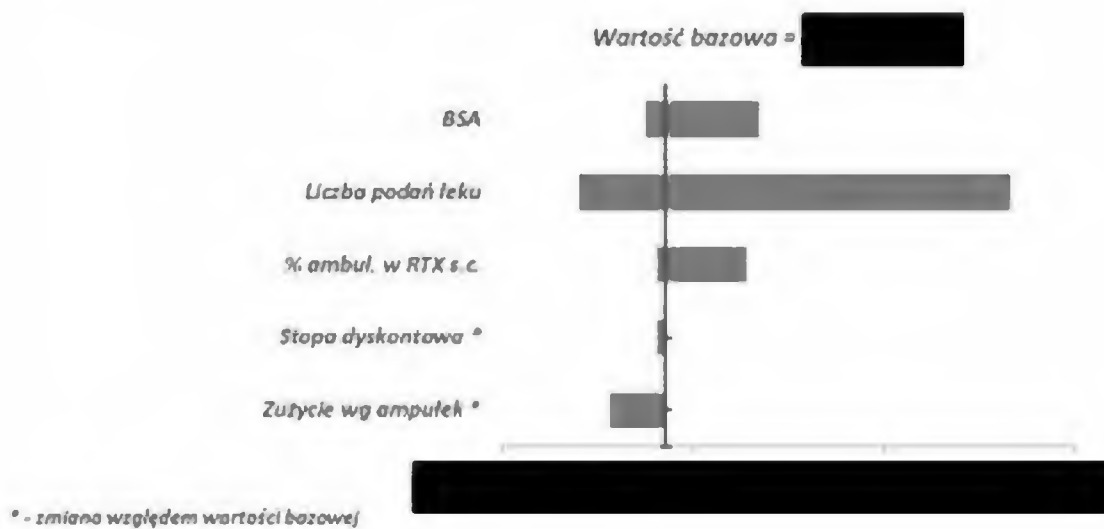 Wartość bazowa =
BSA
Liczba podań leku
% ambul. w RTX s.c.
Stopa dyskontowa *
Zużycie wg ampułek *
* - zmiana względem wartości bazowej